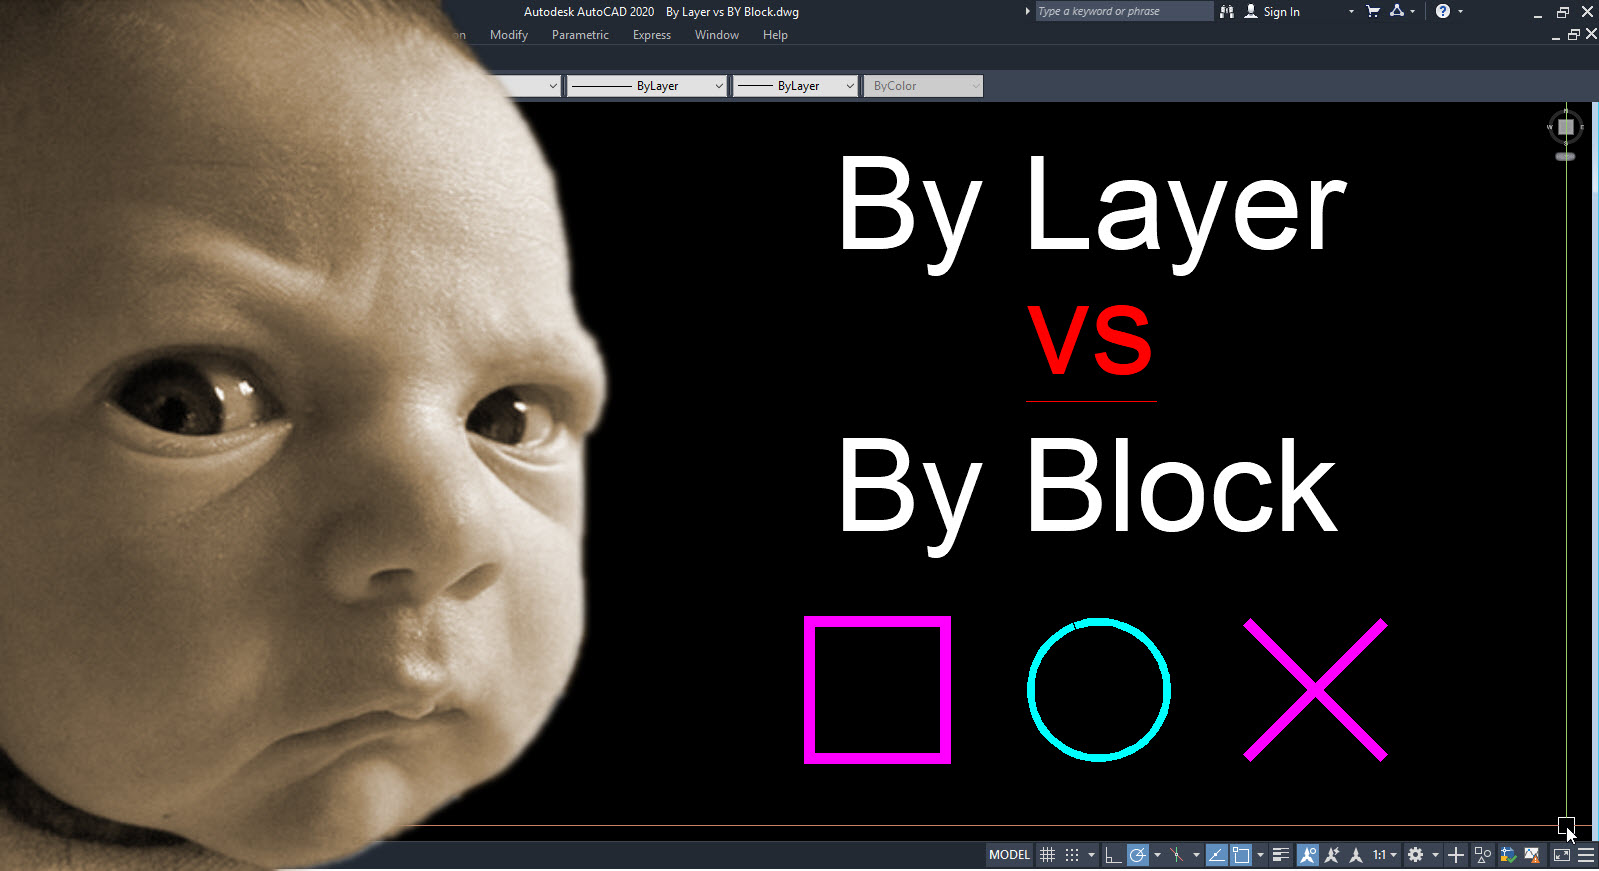 Autodesk AutoCAD 2020 By Layer vs BY Block.dwg
Type a keyword or phrase
Sign In
on Modify Parametric Express Window Help
ByLayer ByLayer ByColor
By Layer
vs
By Block
MODEL 1:1